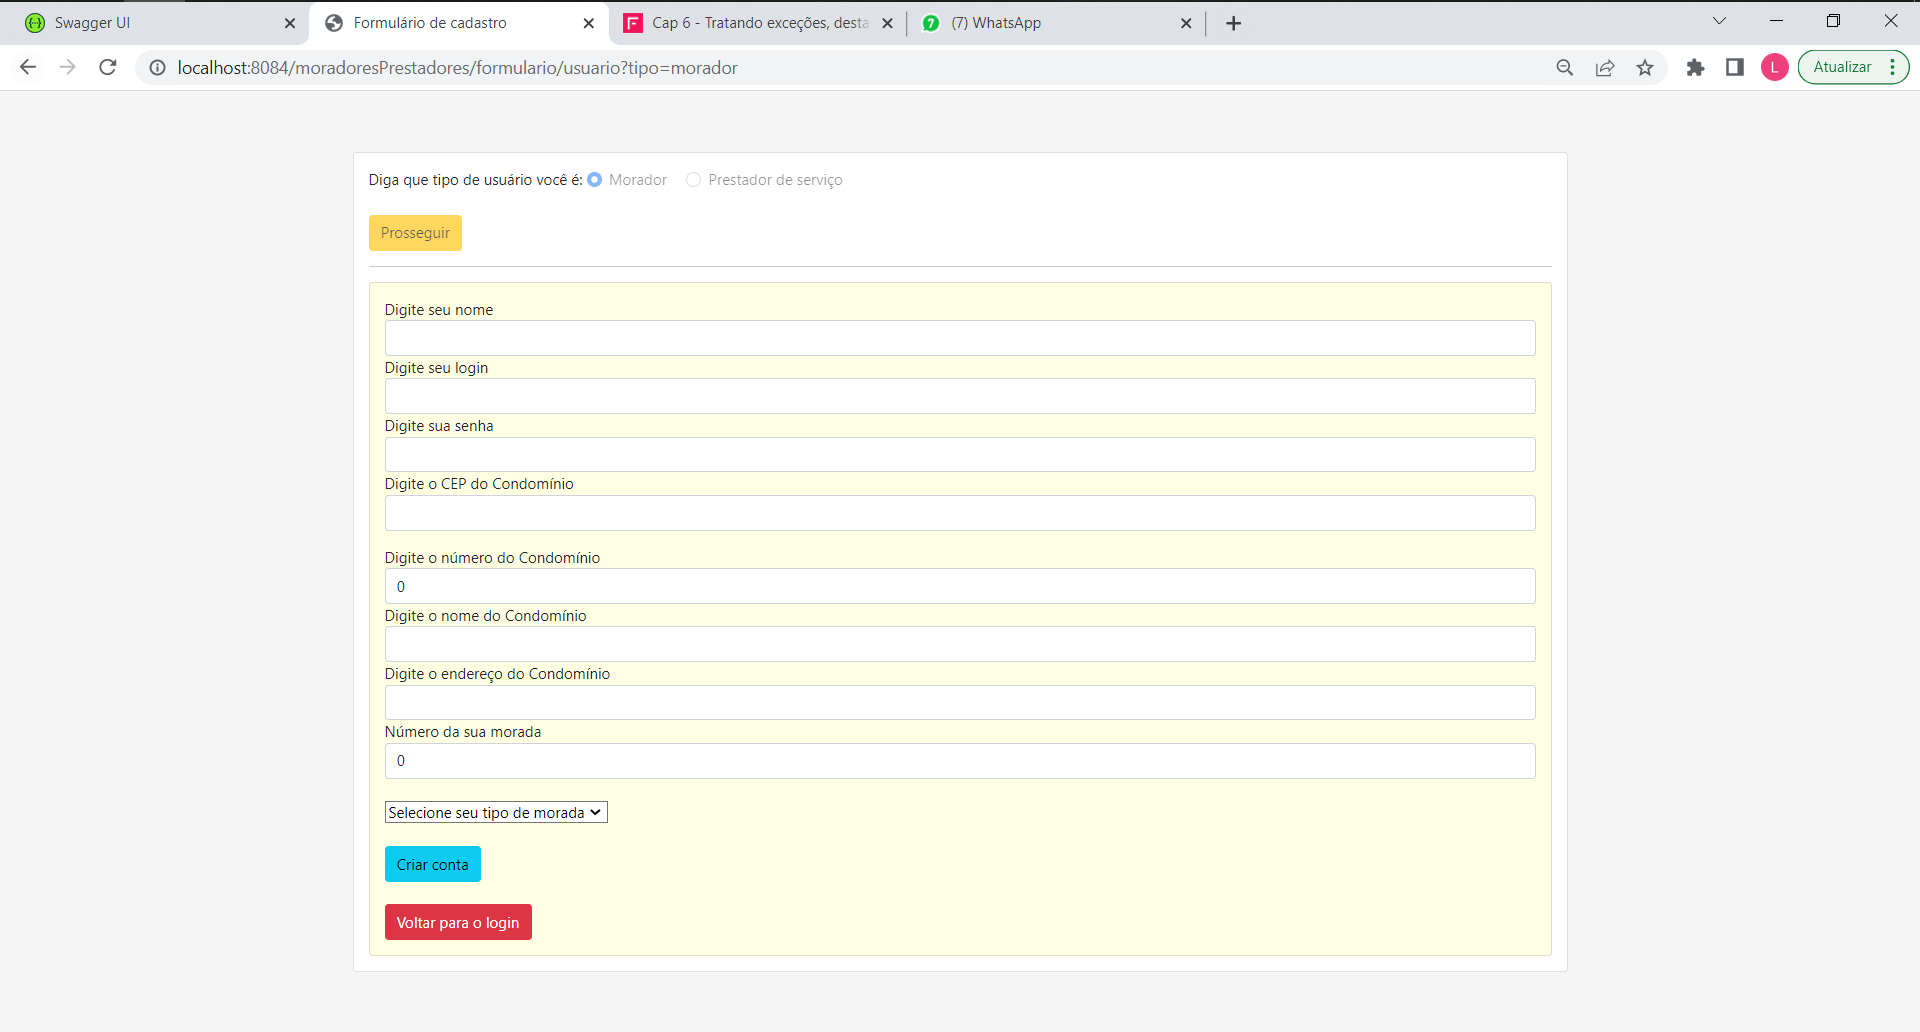 Swagger UI
Formulário de cadastro
Cap 6 - Tratando exceções, desta
(7) WhatsApp
localhost:8084/moradoresPrestadores/formulario/usuario?tipo=morador
L
Atualizar
Diga que tipo de usuário você é: Morador Prestador de serviço
Prosseguir
Digite seu nome
Digite seu login
Digite sua senha
Digite o CEP do Condomínio
Digite o número do Condomínio
0
Digite o nome do Condomínio
Digite o endereço do Condomínio
Número da sua morada
0
Selecione seu tipo de morada
Criar conta
Voltar para o login